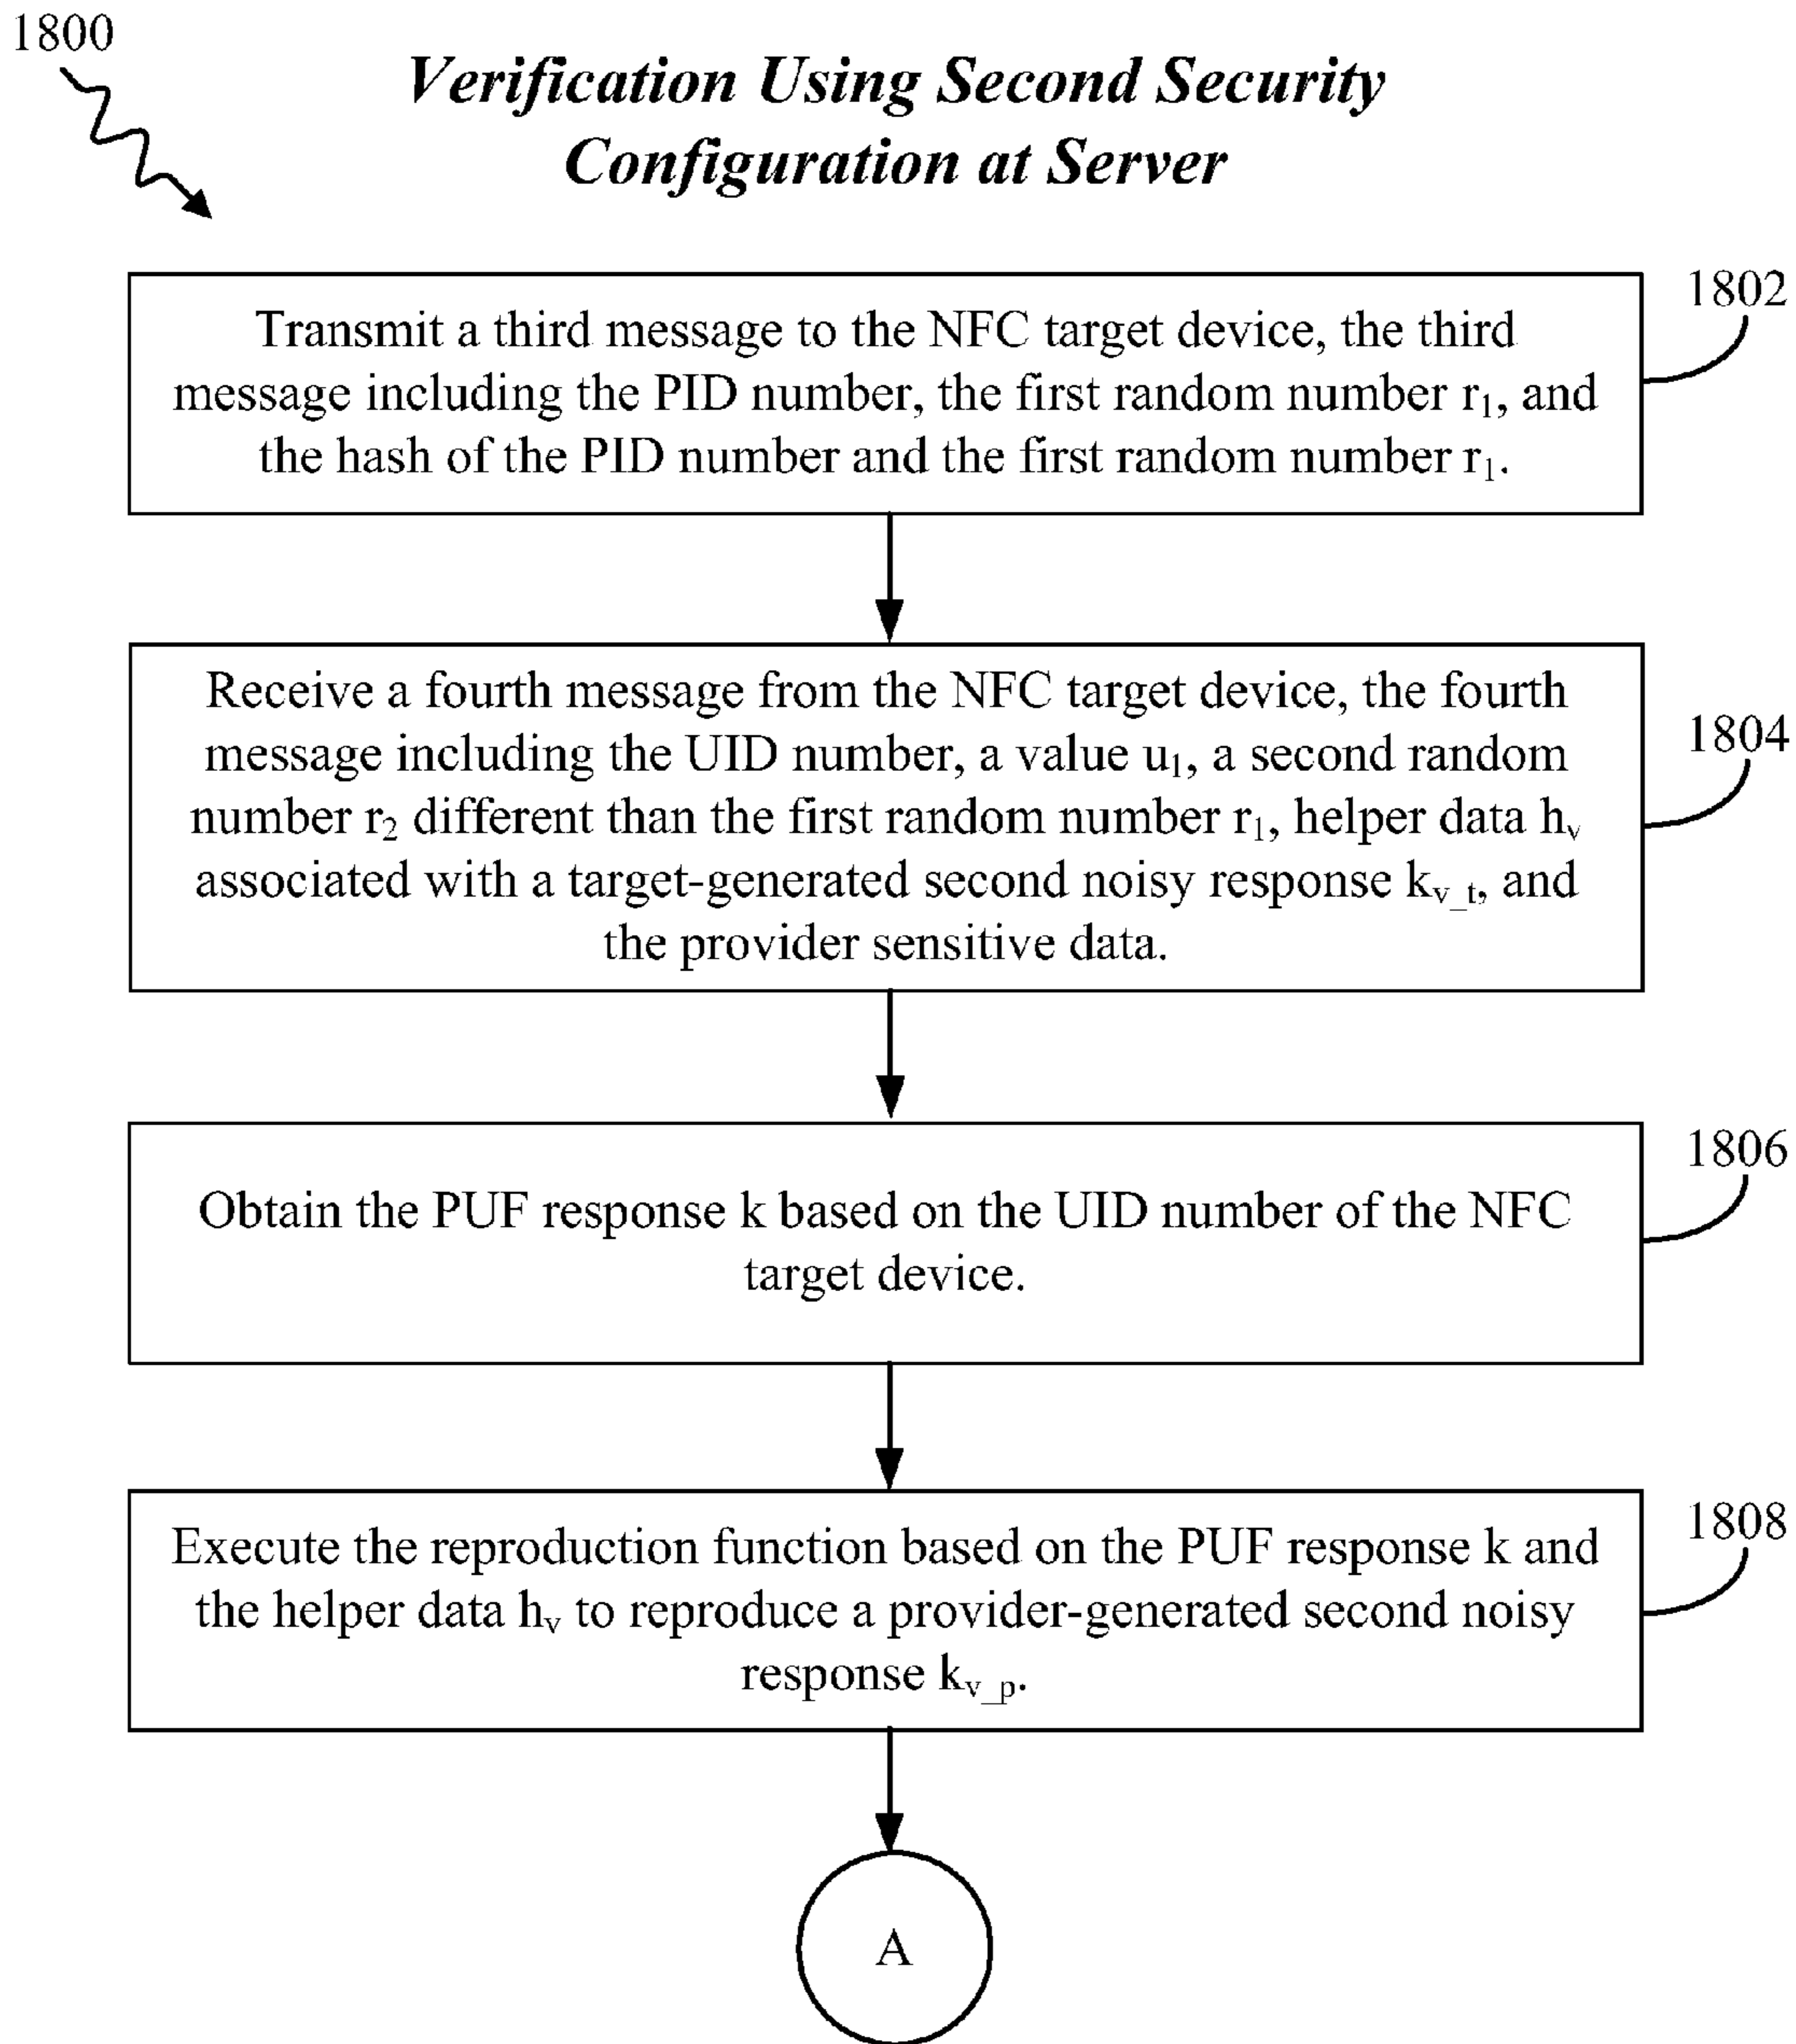 1800
Verification Using Second Security
Configuration at Server
1802
Transmit a third message to the NFC target device, the third
message including the PID number, the first random number r₁, and
the hash of the PID number and the first random number r₁.
1804
Receive a fourth message from the NFC target device, the fourth
message including the UID number, a value u₁, a second random
number r₂ different than the first random number r₁, helper data hᵥ
associated with a target-generated second noisy response k_{v_t}, and
the provider sensitive data.
1806
Obtain the PUF response k based on the UID number of the NFC
target device.
1808
Execute the reproduction function based on the PUF response k and
the helper data hᵥ to reproduce a provider-generated second noisy
response k_{v_p}.
A